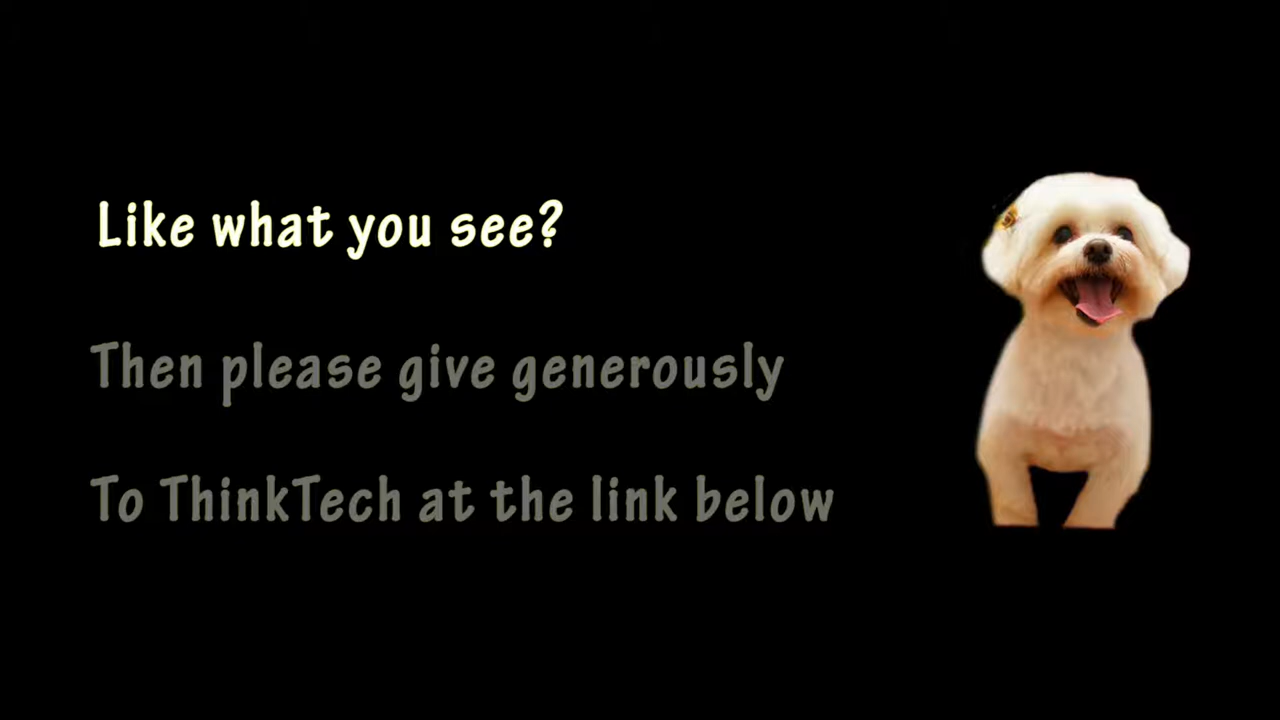 Like what you see?
Then please give generously
To ThinkTech at the link below